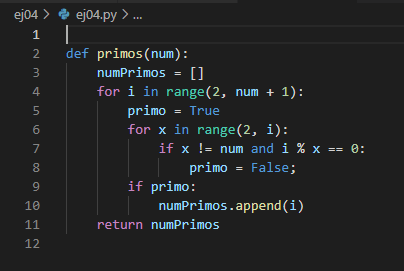 ej04 > ej04.py > ...
1
2 def primos(num):
3     numPrimos = []
4     for i in range(2, num + 1):
5         primo = True
6         for x in range(2, i):
7             if x != num and i % x == 0:
8                 primo = False;
9         if primo:
10             numPrimos.append(i)
11     return numPrimos
12